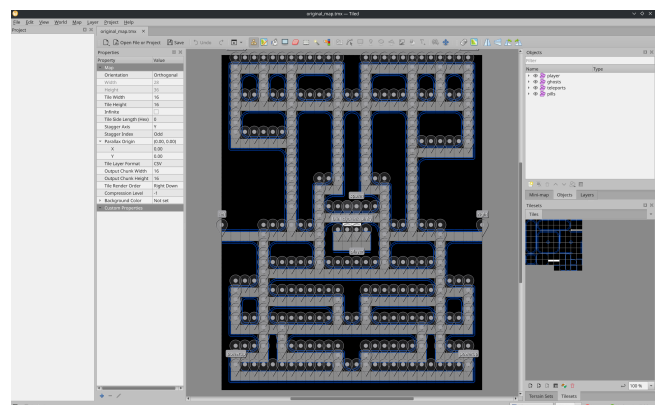 original_map.tmx — Tiled
File Edit View World Map Layer Project Help
Project
original_map.tmx
Open File or Project
Save
Undo
Properties
Property Value
Map
Orientation Orthogonal
Width
Height
Tile Width 16
Tile Height 16
Infinite
Tile Side Length (Hex) 0
Stagger Axis Y
Stagger Index Odd
Parallax Origin (0.00, 0.00)
X 0.00
Y 0.00
Tile Layer Format CSV
Output Chunk Width 16
Output Chunk Height 16
Tile Render Order Right Down
Compression Level -1
Background Color Not set
Custom Properties
Objects
Filter
Name Type
player
ghosts
teleports
pills
Mini-map Objects Layers
Tilesets
Tiles
100 %
Terrain Sets Tilesets